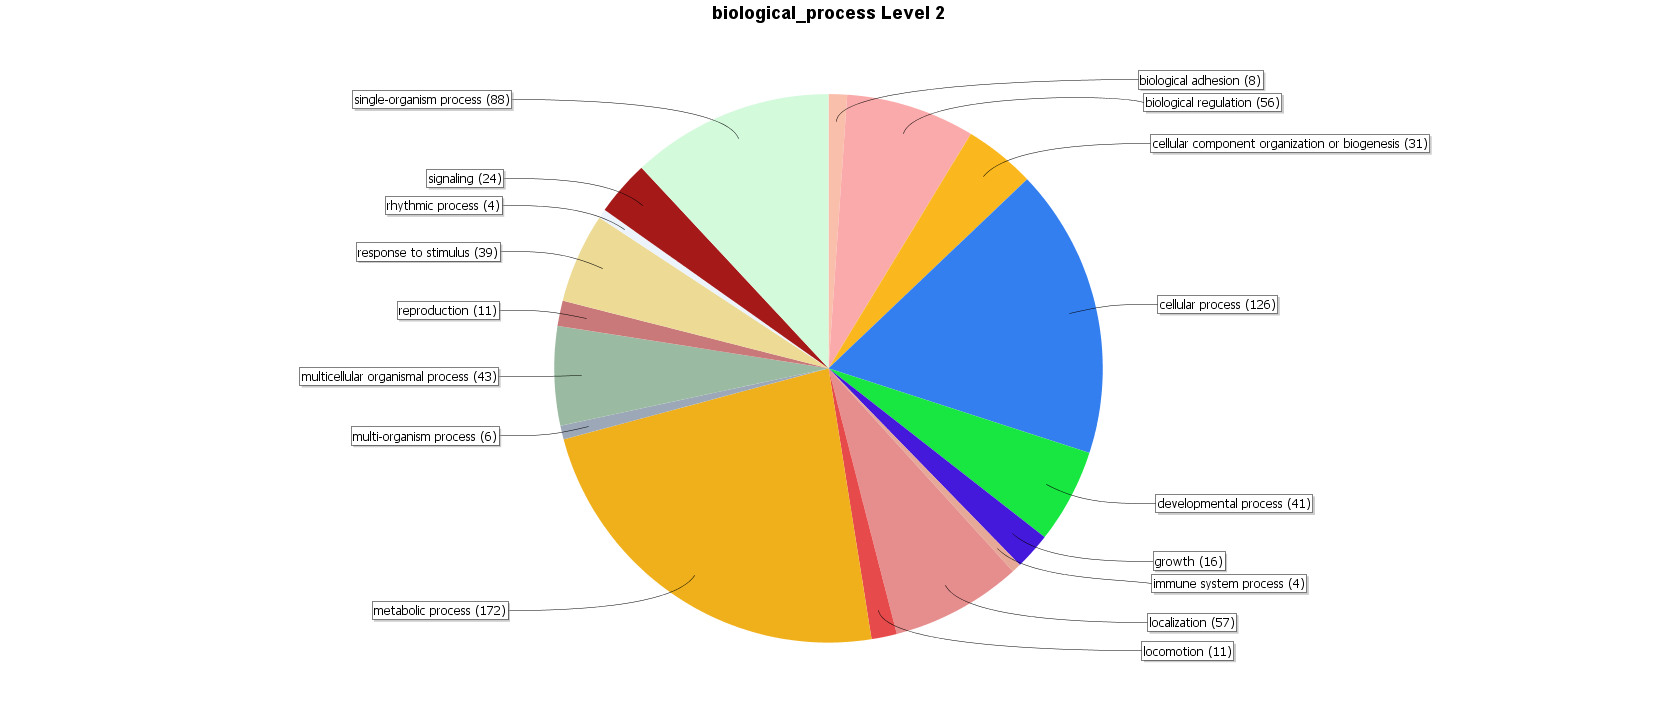 biological_process Level 2
biological adhesion (8)
biological regulation (56)
cellular component organization or biogenesis (31)
cellular process (126)
developmental process (41)
growth (16)
immune system process (4)
localization (57)
locomotion (11)
metabolic process (172)
multi-organism process (6)
multicellular organismal process (43)
reproduction (11)
response to stimulus (39)
rhythmic process (4)
signaling (24)
single-organism process (88)